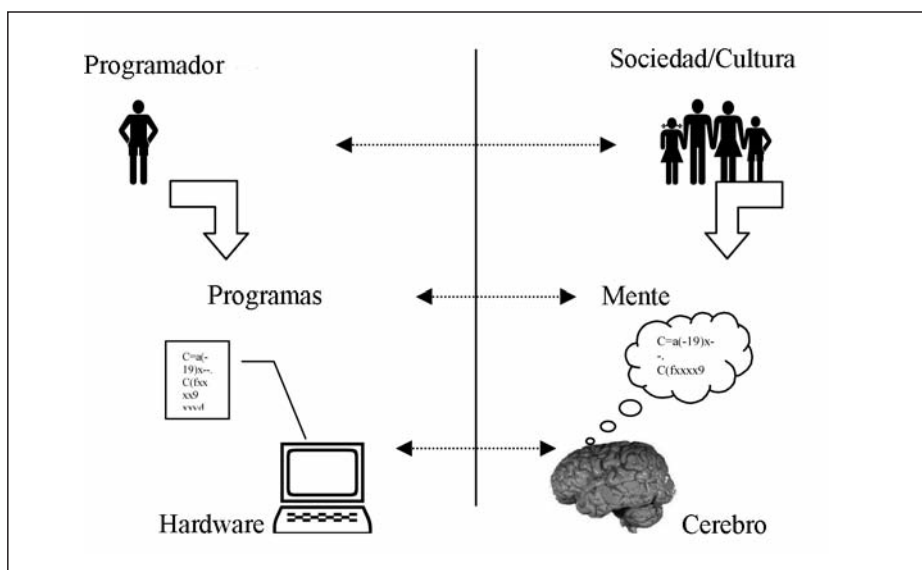 Programador
Sociedad/Cultura
Programas
Mente
C=a(-
19)x--.
C(fxx
xx9
C=a(-19)x-
-.
C(fxxxx9
Hardware
Cerebro